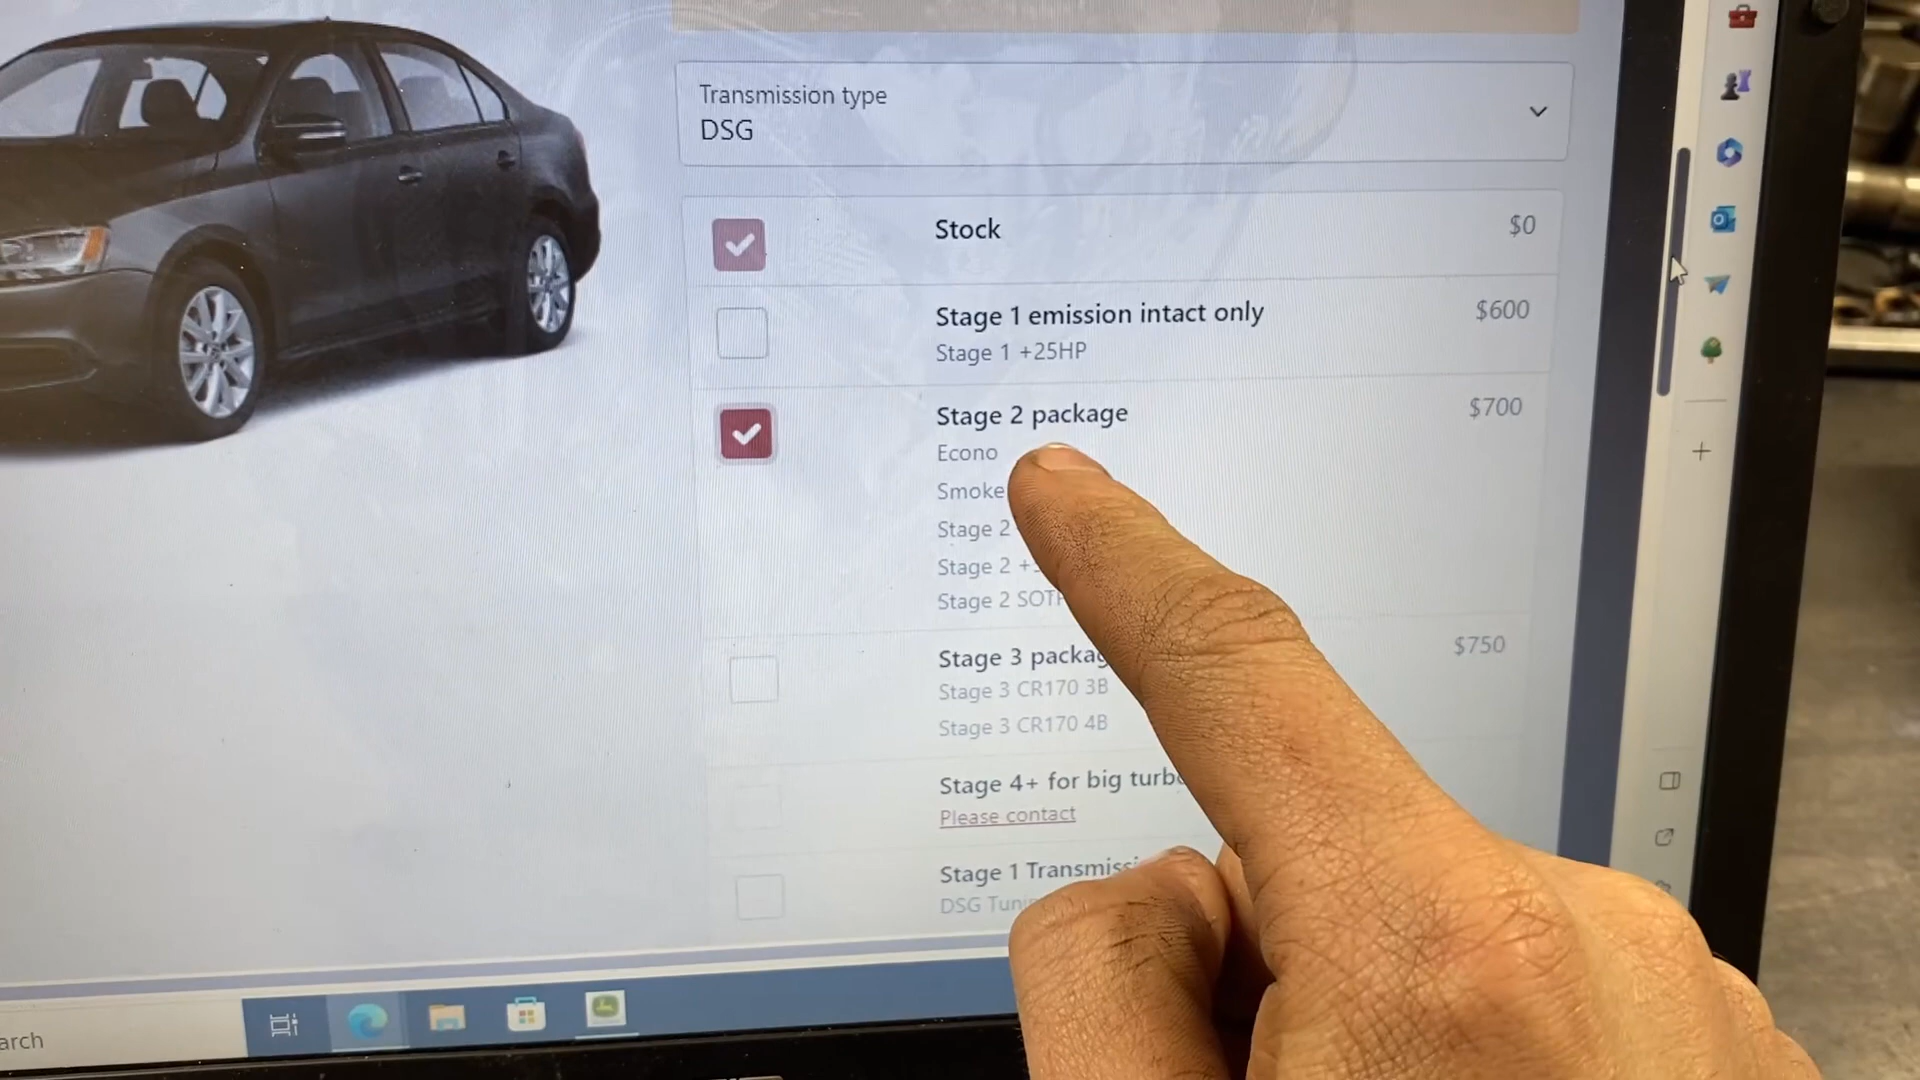 Transmission type
DSG
Stock $0
Stage 1 emission intact only $600
Stage 1 +25HP
Stage 2 package $700
Econo
Smoke
Stage 2
Stage 2
Stage 2
Stage 3 $750
Stage 3 CR170 3B
Stage 3 CR170 4B
Stage 4+ for big
Please contact
Stage 1
DSG